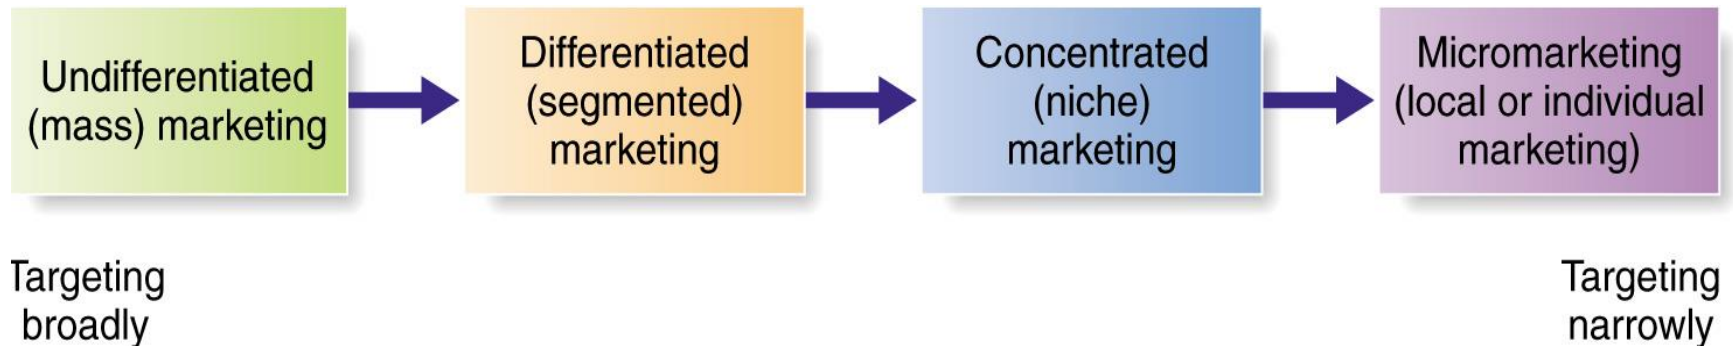 Undifferentiated
(mass) marketing
Differentiated
(segmented)
marketing
Concentrated
(niche)
marketing
Micromarketing
(local or individual
marketing)
Targeting
broadly
Targeting
narrowly